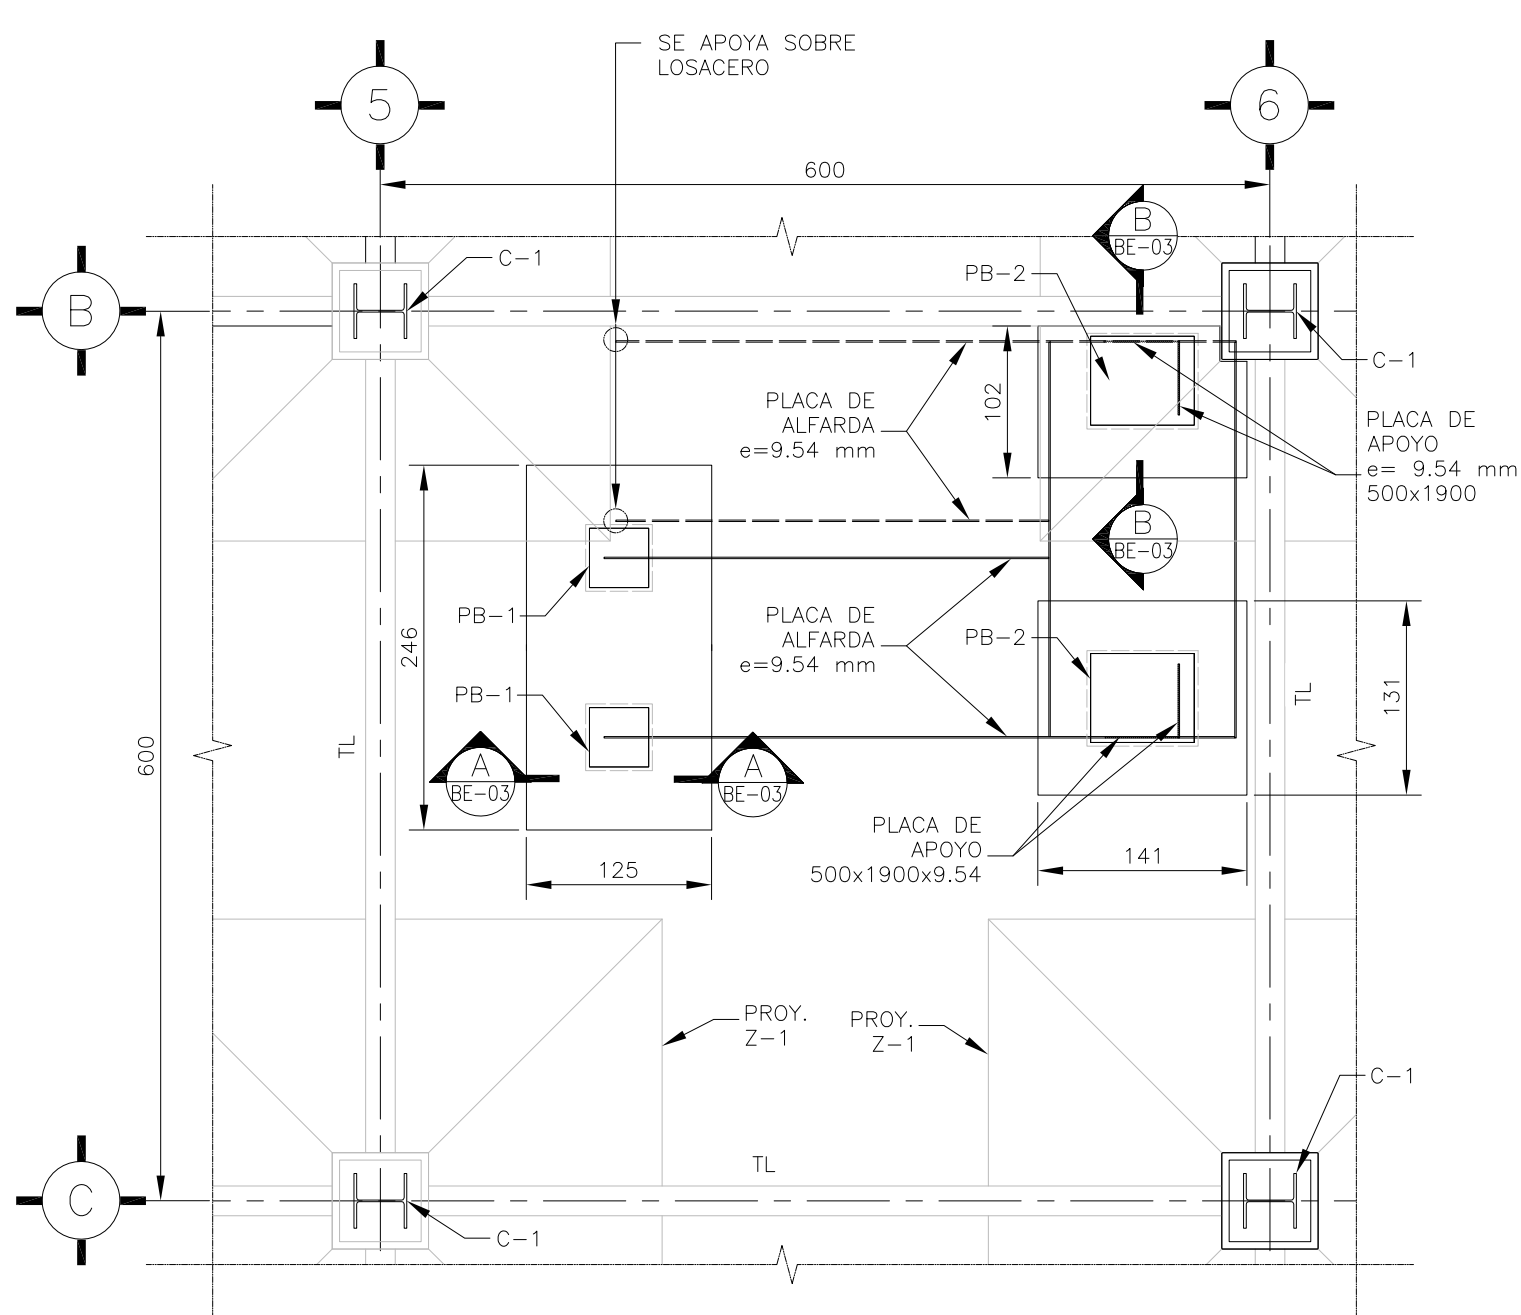 SE APOYA SOBRE
LOSACERO
5
6
600
B
BE-03
C-1
PB-2
B
C-1
102
PLACA DE
ALFARDA
e=9.54 mm
PLACA DE
APOYO
e= 9.54 mm
500x1900
B
BE-03
PB-1
PLACA DE
ALFARDA
e=9.54 mm
PB-2
246
PB-1
131
TL
TL
600
A
BE-03
A
BE-03
PLACA DE
APOYO
500x1900x9.54
125
141
PROY.
Z-1
PROY.
Z-1
C-1
TL
C
C-1